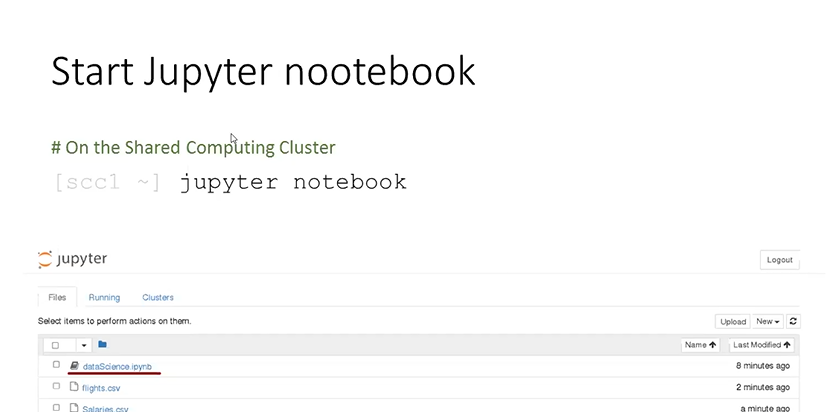 Start Jupyter nootebook
# On the Shared Computing Cluster
[scc1 ~] jupyter notebook
jupyter
Logout
Files Running Clusters
Select items to perform actions on them.
Upload New
Name Last Modified
dataScience.ipynb 8 minutes ago
flights.csv 2 minutes ago
Salaries.csv a minute ago